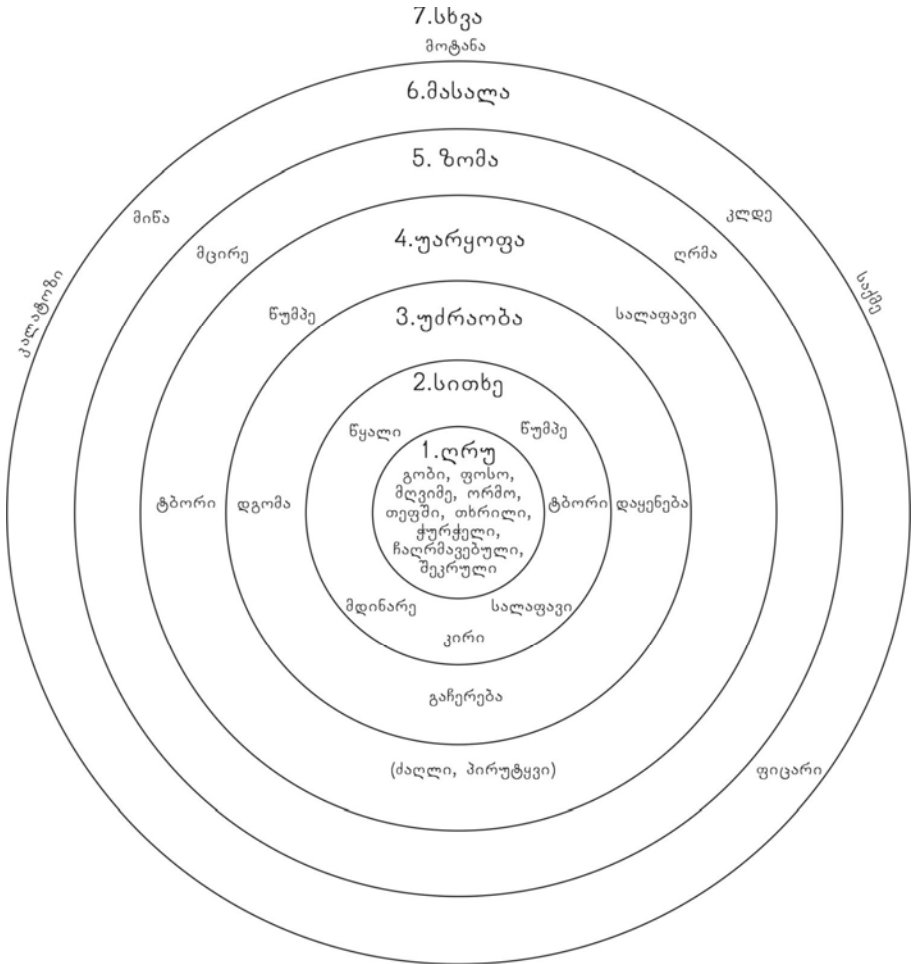 7.სხვა
მოტანა
6.მასალა
5. ზომა
მიწა
კლდე
მცირე
ღრმა
4.უარყოფა
კალატოზი
საქმე
წუმპე
სალაფავი
3.უძრაობა
2.სითხე
წყალი
წუმპე
1.ღრუ
გობი, ფოსო,
მღვიმე, ორმო,
თეფში, თხრილი,
ჭურჭელი,
ჩაღრმავებული,
შეკრული
ტბორი
დგომა
ტბორი
დაყენება
მდინარე
სალაფავი
კირი
გაჩერება
(ძაღლი, პირუტყვი)
ფიცარი